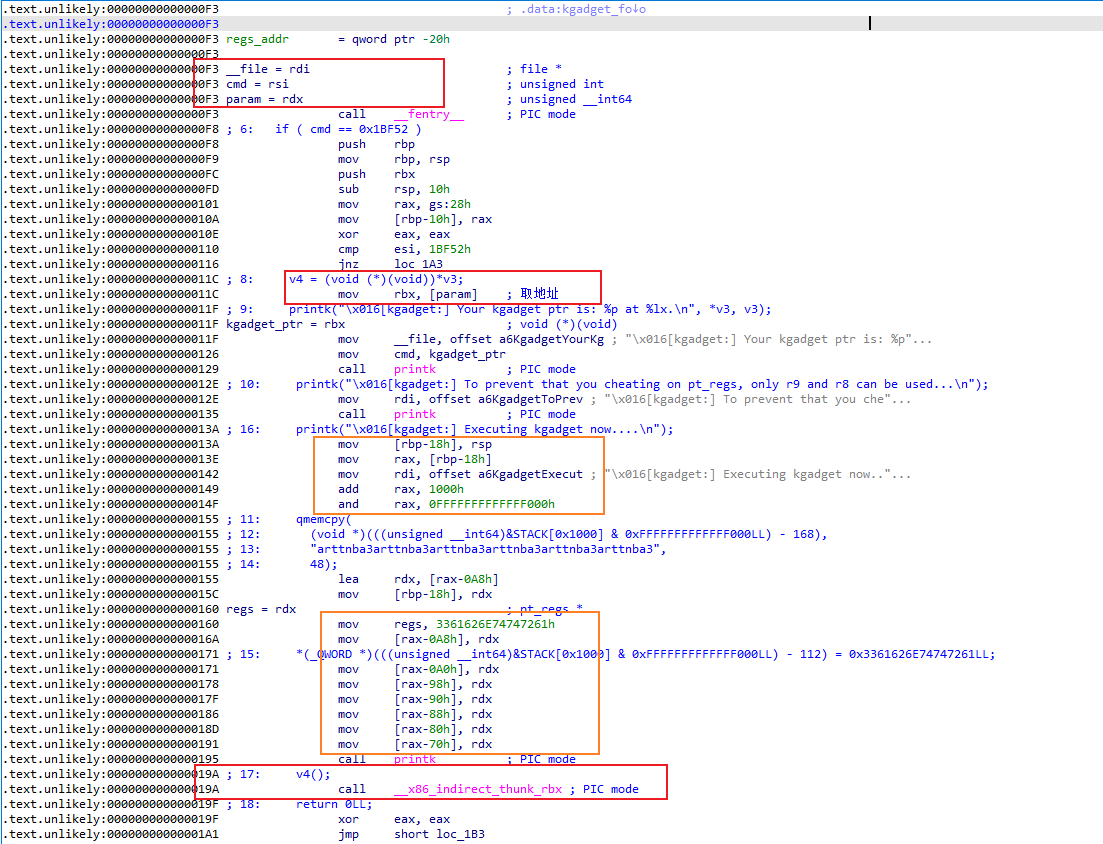 .text.unlikely:00000000000000F3 ; .data:kgadget_fo↓o
.text.unlikely:00000000000000F3
.text.unlikely:00000000000000F3 regs_addr = qword ptr -20h
.text.unlikely:00000000000000F3
.text.unlikely:00000000000000F3 __file = rdi ; file *
.text.unlikely:00000000000000F3 cmd = rsi ; unsigned int
.text.unlikely:00000000000000F3 param = rdx ; unsigned __int64
.text.unlikely:00000000000000F3 call __fentry__ ; PIC mode
.text.unlikely:00000000000000F8 ; 6: if ( cmd == 0x1BF52 )
.text.unlikely:00000000000000F8 push rbp
.text.unlikely:00000000000000F9 mov rbp, rsp
.text.unlikely:00000000000000FC push rbx
.text.unlikely:00000000000000FD sub rsp, 10h
.text.unlikely:0000000000000101 mov rax, gs:28h
.text.unlikely:000000000000010A mov [rbp-10h], rax
.text.unlikely:000000000000010E xor eax, eax
.text.unlikely:0000000000000110 cmp esi, 1BF52h
.text.unlikely:0000000000000116 jnz loc_1A3
.text.unlikely:000000000000011C ; 8: v4 = (void (*)(void))*v3;
.text.unlikely:000000000000011C mov rbx, [param] ; 取地址
.text.unlikely:000000000000011F ; 9: printk("\x016[kgadget:] Your kgadget ptr is: %p at %lx.\n", *v3, v3);
.text.unlikely:000000000000011F kgadget_ptr = rbx ; void (*)(void)
.text.unlikely:000000000000011F mov __file, offset a6KgadgetYourKg ; "\x016[kgadget:] Your kgadget ptr is: %p"...
.text.unlikely:0000000000000126 mov cmd, kgadget_ptr
.text.unlikely:0000000000000129 call printk ; PIC mode
.text.unlikely:000000000000012E ; 10: printk("\x016[kgadget:] To prevent that you cheating on pt_regs, only r9 and r8 can be used...\n");
.text.unlikely:000000000000012E mov rdi, offset a6KgadgetToPrev ; "\x016[kgadget:] To prevent that you che"...
.text.unlikely:0000000000000135 call printk ; PIC mode
.text.unlikely:000000000000013A ; 16: printk("\x016[kgadget:] Executing kgadget now....\n");
.text.unlikely:000000000000013A mov [rbp-18h], rsp
.text.unlikely:000000000000013E mov rax, [rbp-18h]
.text.unlikely:0000000000000142 mov rdi, offset a6KgadgetExecut ; "\x016[kgadget:] Executing kgadget now.."...
.text.unlikely:0000000000000149 add rax, 1000h
.text.unlikely:000000000000014F and rax, 0FFFFFFFFFFFFF000h
.text.unlikely:0000000000000155 ; 11: qmemcpy(
.text.unlikely:0000000000000155 ; 12: (void *)(((unsigned __int64)&STACK[0x1000] & 0xFFFFFFFFFFFFF000LL) - 168),
.text.unlikely:0000000000000155 ; 13: "arttnba3arttnba3arttnba3arttnba3arttnba3arttnba3",
.text.unlikely:0000000000000155 ; 14: 48);
.text.unlikely:0000000000000155 lea rdx, [rax-0A8h]
.text.unlikely:000000000000015C mov [rbp-18h], rdx
.text.unlikely:0000000000000160 regs = rdx ; pt_regs *
.text.unlikely:0000000000000160 mov regs, 3361626E74747261h
.text.unlikely:000000000000016A mov [rax-0A8h], rdx
.text.unlikely:0000000000000171 ; 15: *(_QWORD *)(((unsigned __int64)&STACK[0x1000] & 0xFFFFFFFFFFFFF000LL) - 112) = 0x3361626E74747261LL;
.text.unlikely:0000000000000171 mov [rax-0A0h], rdx
.text.unlikely:0000000000000178 mov [rax-98h], rdx
.text.unlikely:000000000000017F mov [rax-90h], rdx
.text.unlikely:0000000000000186 mov [rax-88h], rdx
.text.unlikely:000000000000018D mov [rax-80h], rdx
.text.unlikely:0000000000000191 mov [rax-70h], rdx
.text.unlikely:0000000000000195 call printk ; PIC mode
.text.unlikely:000000000000019A ; 17: v4();
.text.unlikely:000000000000019A call __x86_indirect_thunk_rbx ; PIC mode
.text.unlikely:000000000000019F ; 18: return 0LL;
.text.unlikely:000000000000019F xor eax, eax
.text.unlikely:00000000000001A1 jmp short loc_1B3